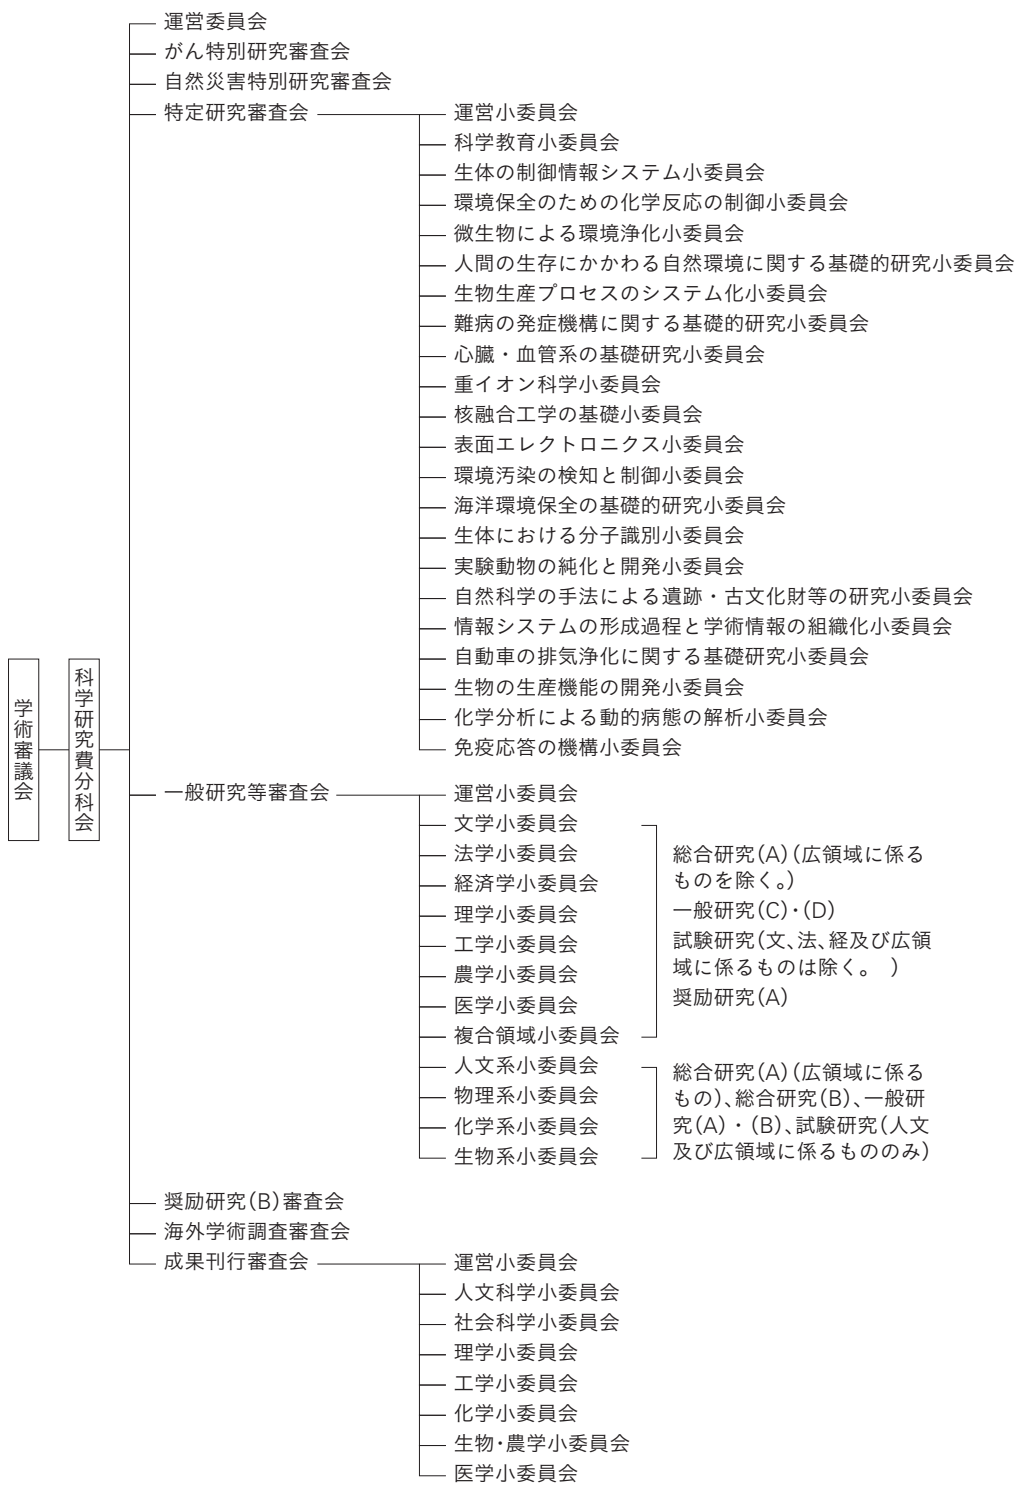 学術審議会
科学研究費分科会
運営委員会
がん特別研究審査会
自然災害特別研究審査会
特定研究審査会
運営小委員会
科学教育小委員会
生体の制御情報システム小委員会
環境保全のための化学反応の制御小委員会
微生物による環境浄化小委員会
人間の生存にかかわる自然環境に関する基礎的研究小委員会
生物生産プロセスのシステム化小委員会
難病の発症機構に関する基礎的研究小委員会
心臓・血管系の基礎研究小委員会
重イオン科学小委員会
核融合工学の基礎小委員会
表面エレクトロニクス小委員会
環境汚染の検知と制御小委員会
海洋環境保全の基礎的研究小委員会
生体における分子識別小委員会
実験動物の純化と開発小委員会
自然科学の手法による遺跡・古文化財等の研究小委員会
情報システムの形成過程と学術情報の組織化小委員会
自動車の排気浄化に関する基礎研究小委員会
生物の生産機能の開発小委員会
化学分析による動的病態の解析小委員会
免疫応答の機構小委員会
一般研究等審査会
運営小委員会
文学小委員会
法学小委員会
経済学小委員会
理学小委員会
工学小委員会
農学小委員会
医学小委員会
複合領域小委員会
総合研究(A)(広領域に係る
ものを除く。)
一般研究(C)・(D)
試験研究(文、法、経及び広領
域に係るものは除く。 )
奨励研究(A)
人文系小委員会
物理系小委員会
化学系小委員会
生物系小委員会
総合研究(A)(広領域に係る
もの)、総合研究(B)、一般研
究(A)・(B)、試験研究(人文
及び広領域に係るもののみ)
奨励研究(B)審査会
海外学術調査審査会
成果刊行審査会
運営小委員会
人文科学小委員会
社会科学小委員会
理学小委員会
工学小委員会
化学小委員会
生物・農学小委員会
医学小委員会